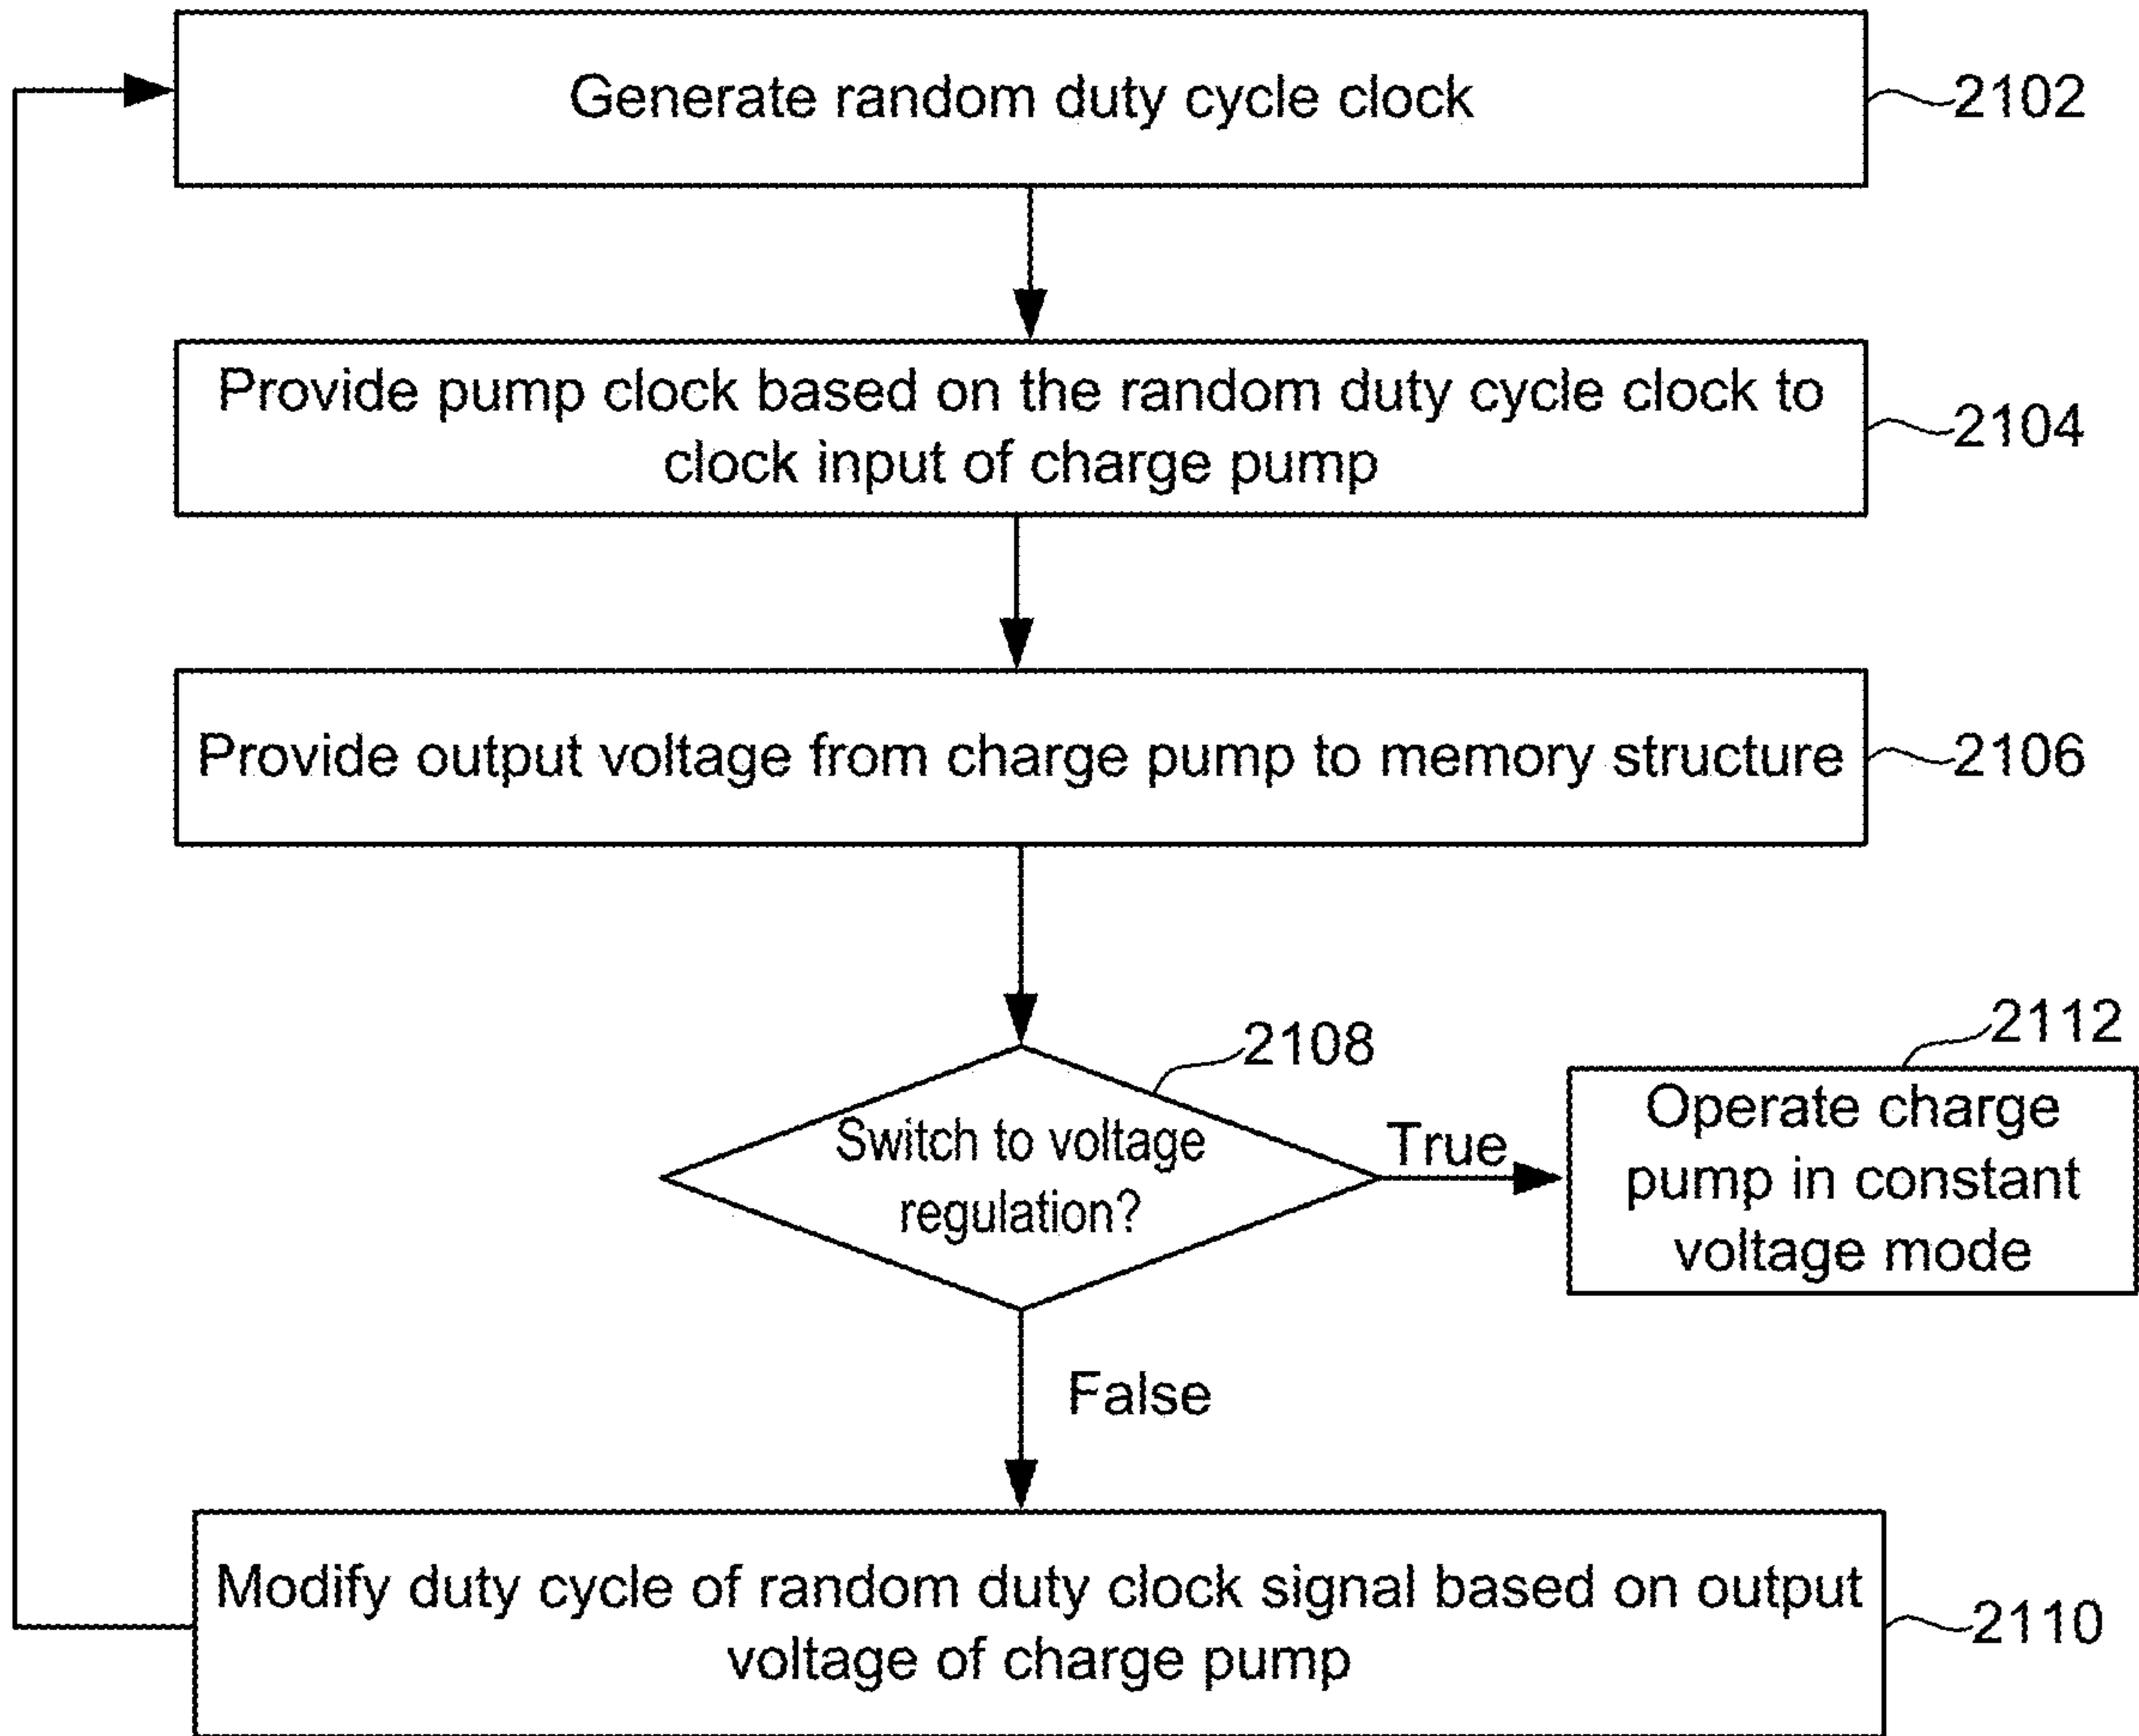 Generate random duty cycle clock
2102
Provide pump clock based on the random duty cycle clock to
clock input of charge pump
2104
Provide output voltage from charge pump to memory structure
2106
2108
Switch to voltage
regulation?
True
2112
Operate charge
pump in constant
voltage mode
False
Modify duty cycle of random duty clock signal based on output
voltage of charge pump
2110